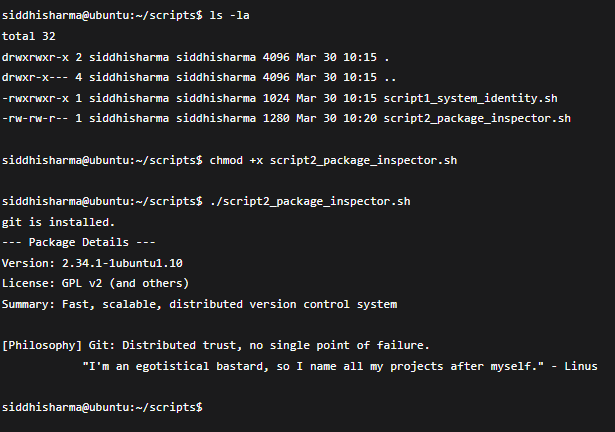 siddhisharma@ubuntu:~/scripts$ ls -la
total 32
drwxrwxr-x 2 siddhisharma siddhisharma 4096 Mar 30 10:15 .
drwxr-x--- 4 siddhisharma siddhisharma 4096 Mar 30 10:15 ..
-rwxrwxr-x 1 siddhisharma siddhisharma 1024 Mar 30 10:15 script1_system_identity.sh
-rw-rw-r-- 1 siddhisharma siddhisharma 1280 Mar 30 10:20 script2_package_inspector.sh
siddhisharma@ubuntu:~/scripts$ chmod +x script2_package_inspector.sh
siddhisharma@ubuntu:~/scripts$ ./script2_package_inspector.sh
git is installed.
--- Package Details ---
Version: 2.34.1-1ubuntu1.10
License: GPL v2 (and others)
Summary: Fast, scalable, distributed version control system
[Philosophy] Git: Distributed trust, no single point of failure.
"I'm an egotistical bastard, so I name all my projects after myself." - Linus
siddhisharma@ubuntu:~/scripts$